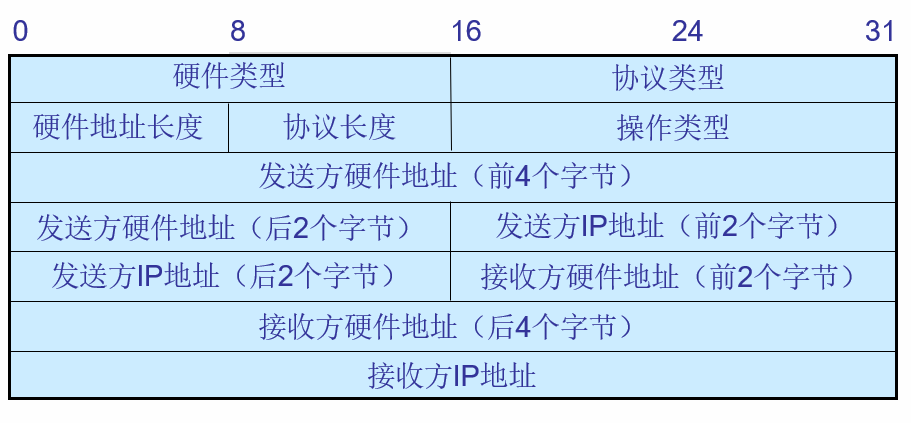 0 8 16 24 31
硬件类型 协议类型
硬件地址长度 协议长度 操作类型
发送方硬件地址（前4个字节）
发送方硬件地址（后2个字节） 发送方IP地址（前2个字节）
发送方IP地址（后2个字节） 接收方硬件地址（前2个字节）
接收方硬件地址（后4个字节）
接收方IP地址